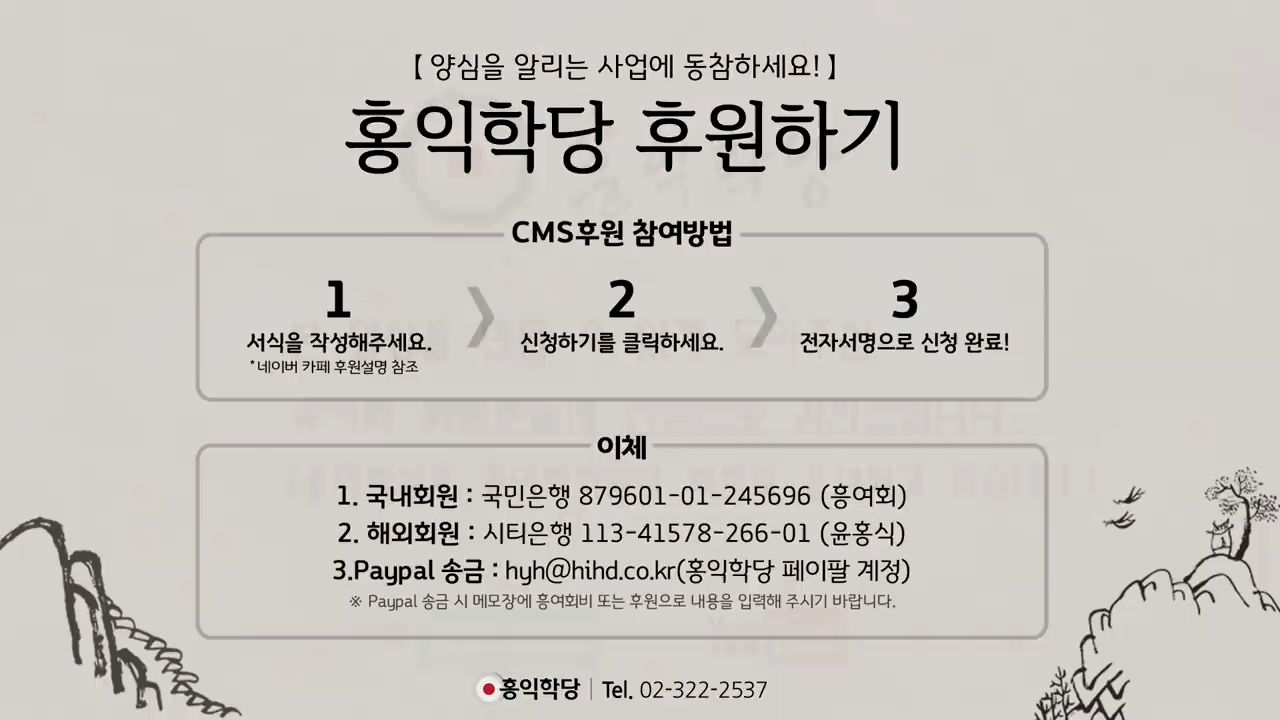 【 양심을 알리는 사업에 동참하세요! 】
홍익학당 후원하기
CMS후원 참여방법
1
서식을 작성해주세요.
*네이버 카페 후원설명 참조
2
신청하기를 클릭하세요.
3
전자서명으로 신청 완료!
이체
1. 국내회원 : 국민은행 879601-01-245696 (흥여회)
2. 해외회원 : 시티은행 113-41578-266-01 (윤홍식)
3.Paypal 송금 : hyh@hihd.co.kr(홍익학당 페이팔 계정)
※ Paypal 송금 시 메모장에 흥여회비 또는 후원으로 내용을 입력해 주시기 바랍니다.
홍익학당 | Tel. 02-322-2537